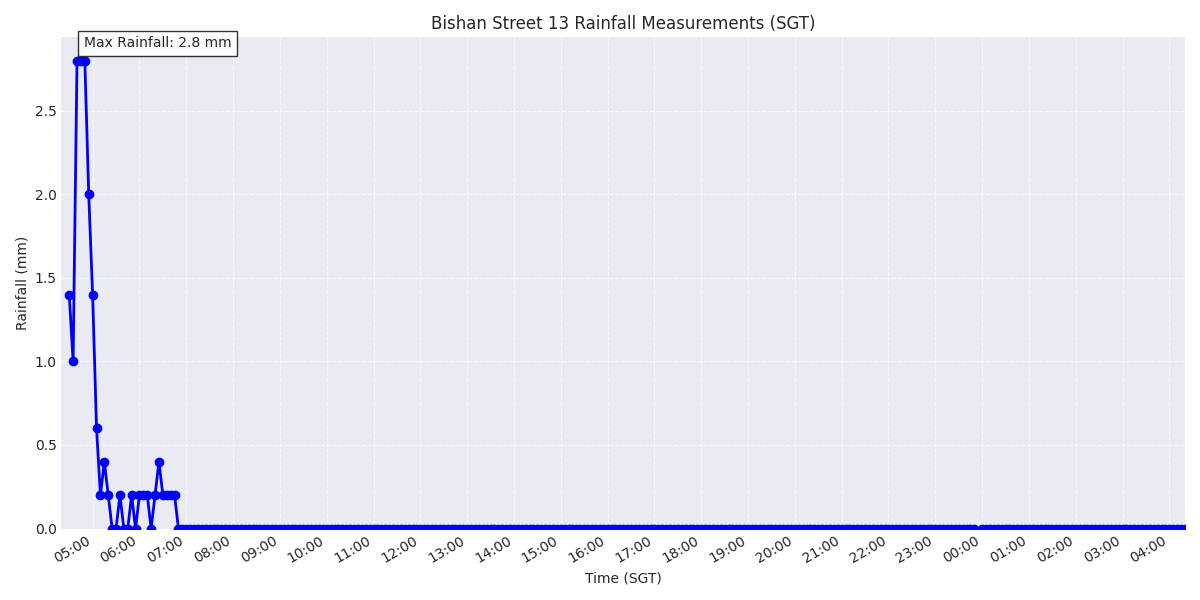 Bishan Street 13 Rainfall Measurements (SGT)
Max Rainfall: 2.8 mm
Rainfall (mm)
2.5
2.0
1.5
1.0
0.5
0.0
05:00 06:00 07:00 08:00 09:00 10:00 11:00 12:00 13:00 14:00 15:00 16:00 17:00 18:00 19:00 20:00 21:00 22:00 23:00 00:00 01:00 02:00 03:00 04:00
Time (SGT)